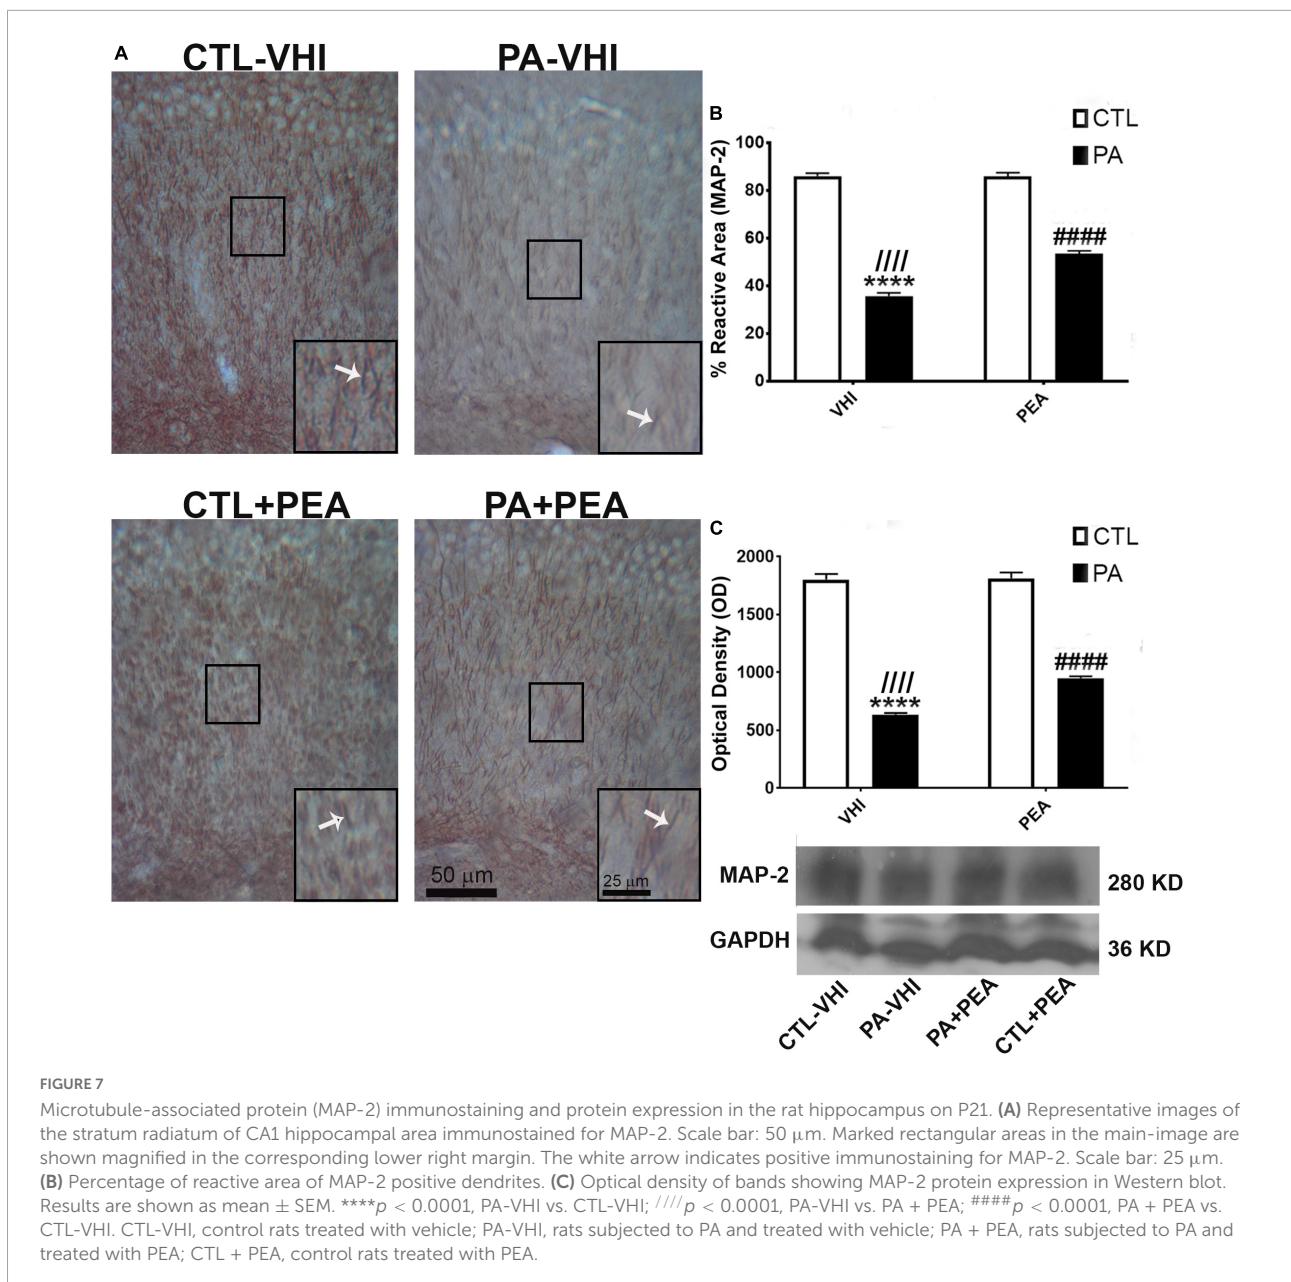 A
CTL-VHI
PA-VHI
CTL+PEA
PA+PEA
50 μm
25 μm
B
CTL
PA
% Reactive Area (MAP-2)
100
80
60
40
20
0
////
****
####
VHI
PEA
C
CTL
PA
Optical Density (OD)
2000
1500
1000
500
0
////
****
####
VHI
PEA
MAP-2
280 KD
GAPDH
36 KD
CTL-VHI
PA-VHI
PA+PEA
CTL+PEA
FIGURE 7
Microtubule-associated protein (MAP-2) immunostaining and protein expression in the rat hippocampus on P21. (A) Representative images of
the stratum radiatum of CA1 hippocampal area immunostained for MAP-2. Scale bar: 50 μm. Marked rectangular areas in the main-image are
shown magnified in the corresponding lower right margin. The white arrow indicates positive immunostaining for MAP-2. Scale bar: 25 μm.
(B) Percentage of reactive area of MAP-2 positive dendrites. (C) Optical density of bands showing MAP-2 protein expression in Western blot.
Results are shown as mean ± SEM. ****p < 0.0001, PA-VHI vs. CTL-VHI; ////p < 0.0001, PA-VHI vs. PA + PEA; ####p < 0.0001, PA + PEA vs.
CTL-VHI. CTL-VHI, control rats treated with vehicle; PA-VHI, rats subjected to PA and treated with vehicle; PA + PEA, rats subjected to PA and
treated with PEA; CTL + PEA, control rats treated with PEA.